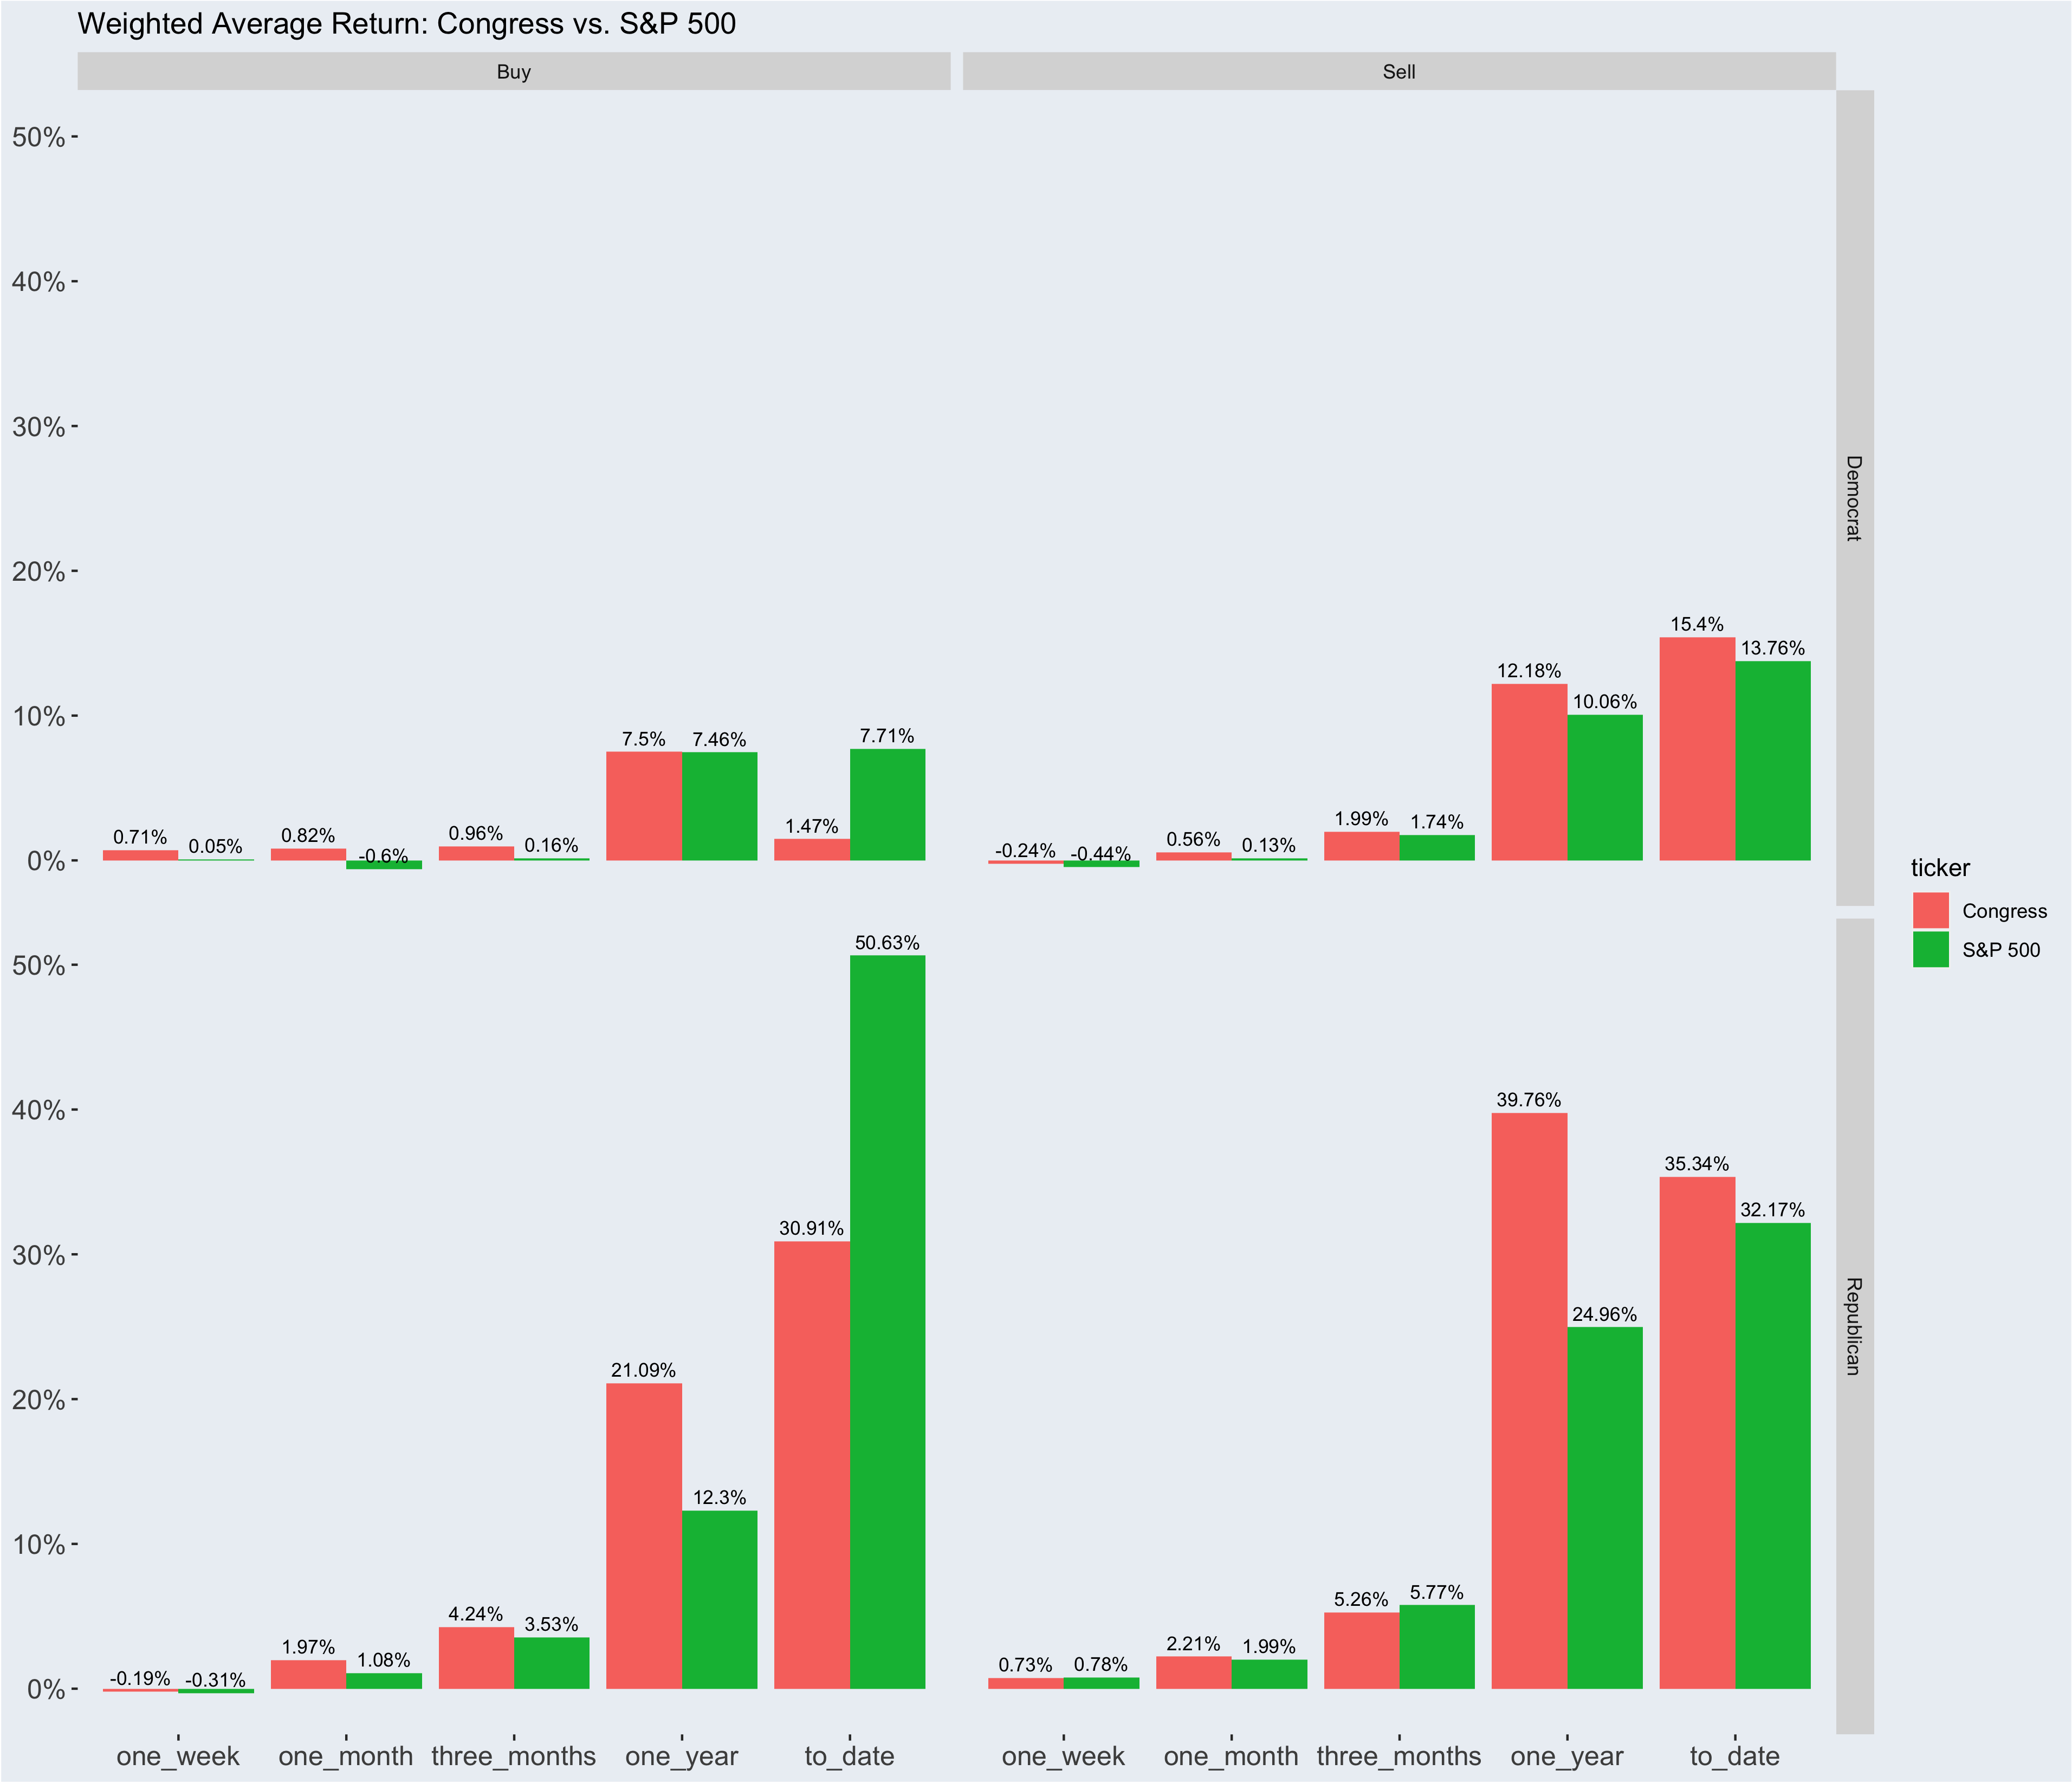 Weighted Average Return: Congress vs. S&P 500
Buy
Sell
50%
40%
30%
20%
10%
0%
0.71%
0.05%
0.82%
-0.6%
0.96%
0.16%
7.5%
7.46%
1.47%
7.71%
-0.24%
-0.44%
0.56%
0.13%
1.99%
1.74%
12.18%
10.06%
15.4%
13.76%
Democrat
50%
40%
30%
20%
10%
0%
-0.19%
-0.31%
1.97%
1.08%
4.24%
3.53%
21.09%
12.3%
30.91%
50.63%
0.73%
0.78%
2.21%
1.99%
5.26%
5.77%
39.76%
24.96%
35.34%
32.17%
Republican
one_week
one_month
three_months
one_year
to_date
one_week
one_month
three_months
one_year
to_date
ticker
Congress
S&P 500